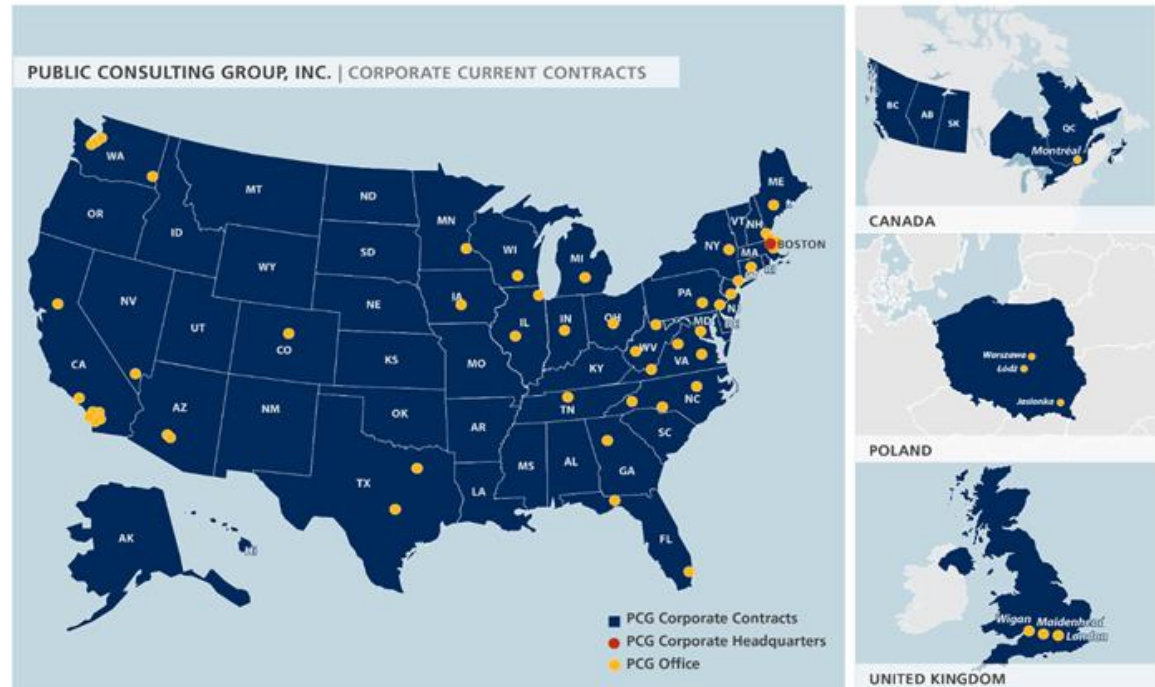 PUBLIC CONSULTING GROUP, INC. | CORPORATE CURRENT CONTRACTS
WA
MT
ND
MN
ME
OR
ID
SD
WI
MI
VT
NH
NY
BOSTON
MA
WY
NV
UT
NE
IA
PA
IL
IN
OH
MD
CA
CO
KS
MO
KY
WV
VA
AZ
NM
OK
AR
TN
NC
SC
TX
LA
MS
AL
GA
FL
AK
HI
PCG Corporate Contracts
PCG Corporate Headquarters
PCG Office
BC
AB
SK
QC
Montréal
CANADA
Warszawa
Łódź
Jasionka
POLAND
Wigan
Maidenhead
London
UNITED KINGDOM